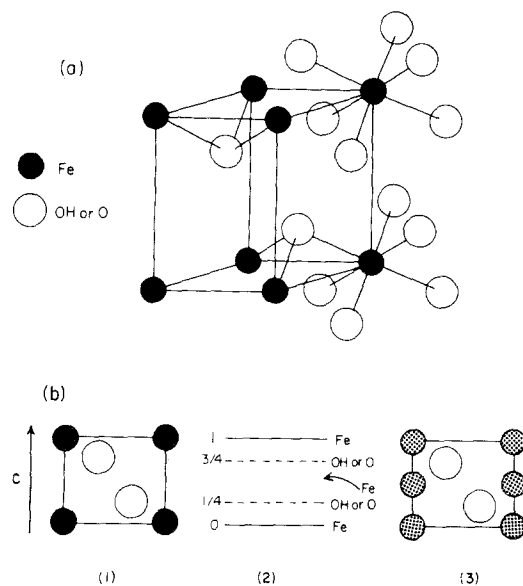 (a)
Fe
OH or O
(b)
C
1 Fe
3/4 OH or O
Fe
1/4 OH or O
0 Fe
(1) (2) (3)